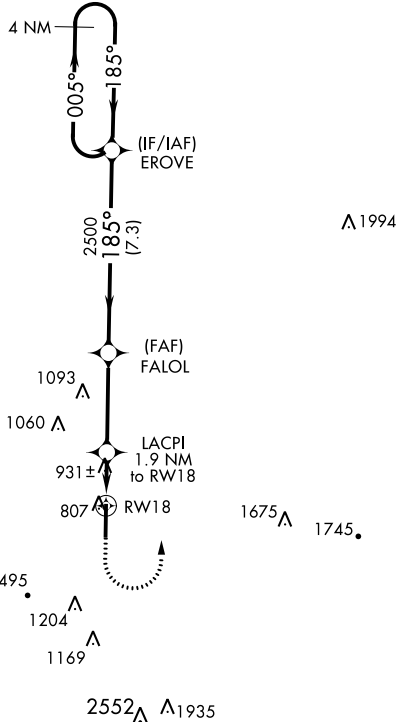 4 NM
005°
185°
(IF/IAF)
EROVE
2500
185°
(7.3)
1994
(FAF)
FALOL
1093
1060
LACPI
1.9 NM
to RW18
931±
807
RW18
1675
1745
495
1204
1169
2552
1935